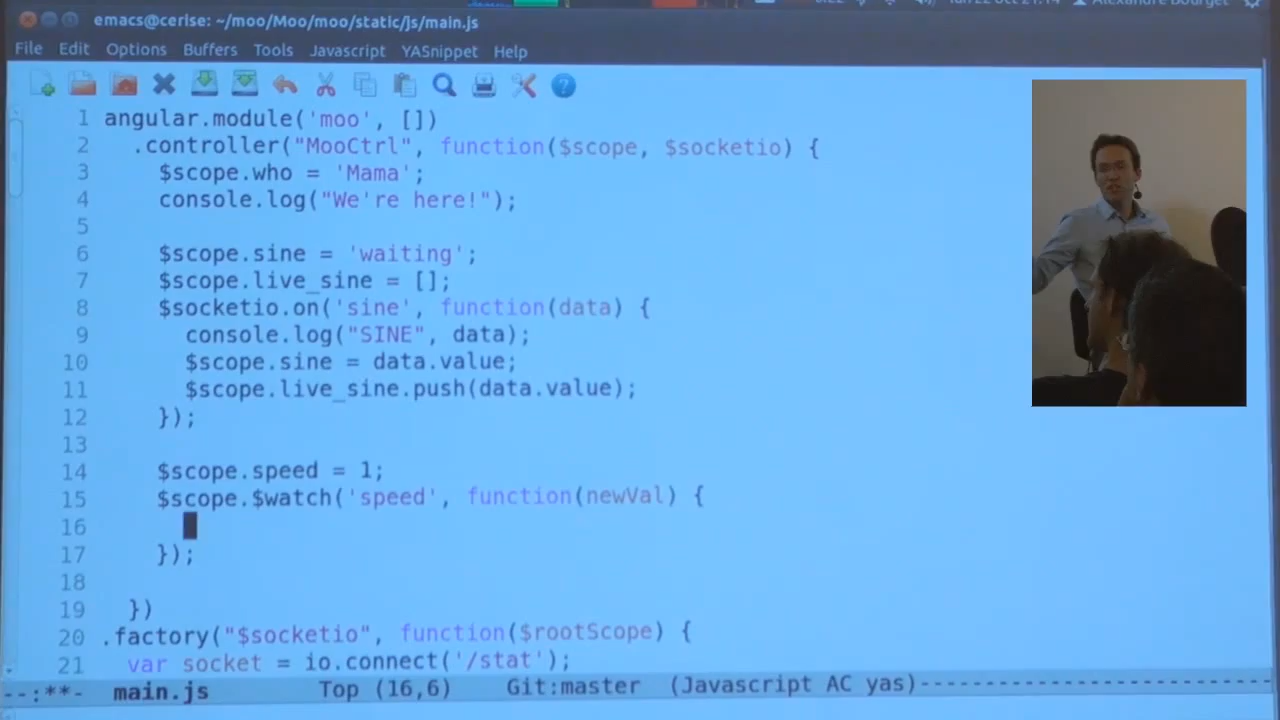 emacs@cerise: ~/moo/Moo/moo/static/js/main.js
File Edit Options Buffers Tools Javascript YASnippet Help
1 angular.module('moo', [])
2 .controller("MooCtrl", function($scope, $socketio) {
3 $scope.who = 'Mama';
4 console.log("We're here!");
5
6 $scope.sine = 'waiting';
7 $scope.live_sine = [];
8 $socketio.on('sine', function(data) {
9 console.log("SINE", data);
10 $scope.sine = data.value;
11 $scope.live_sine.push(data.value);
12 });
13
14 $scope.speed = 1;
15 $scope.$watch('speed', function(newVal) {
16
17 });
18
19 })
20 .factory("$socketio", function($rootScope) {
21 var socket = io.connect('/stat');
--:**- main.js Top (16,6) Git:master (Javascript AC yas)---------------------------